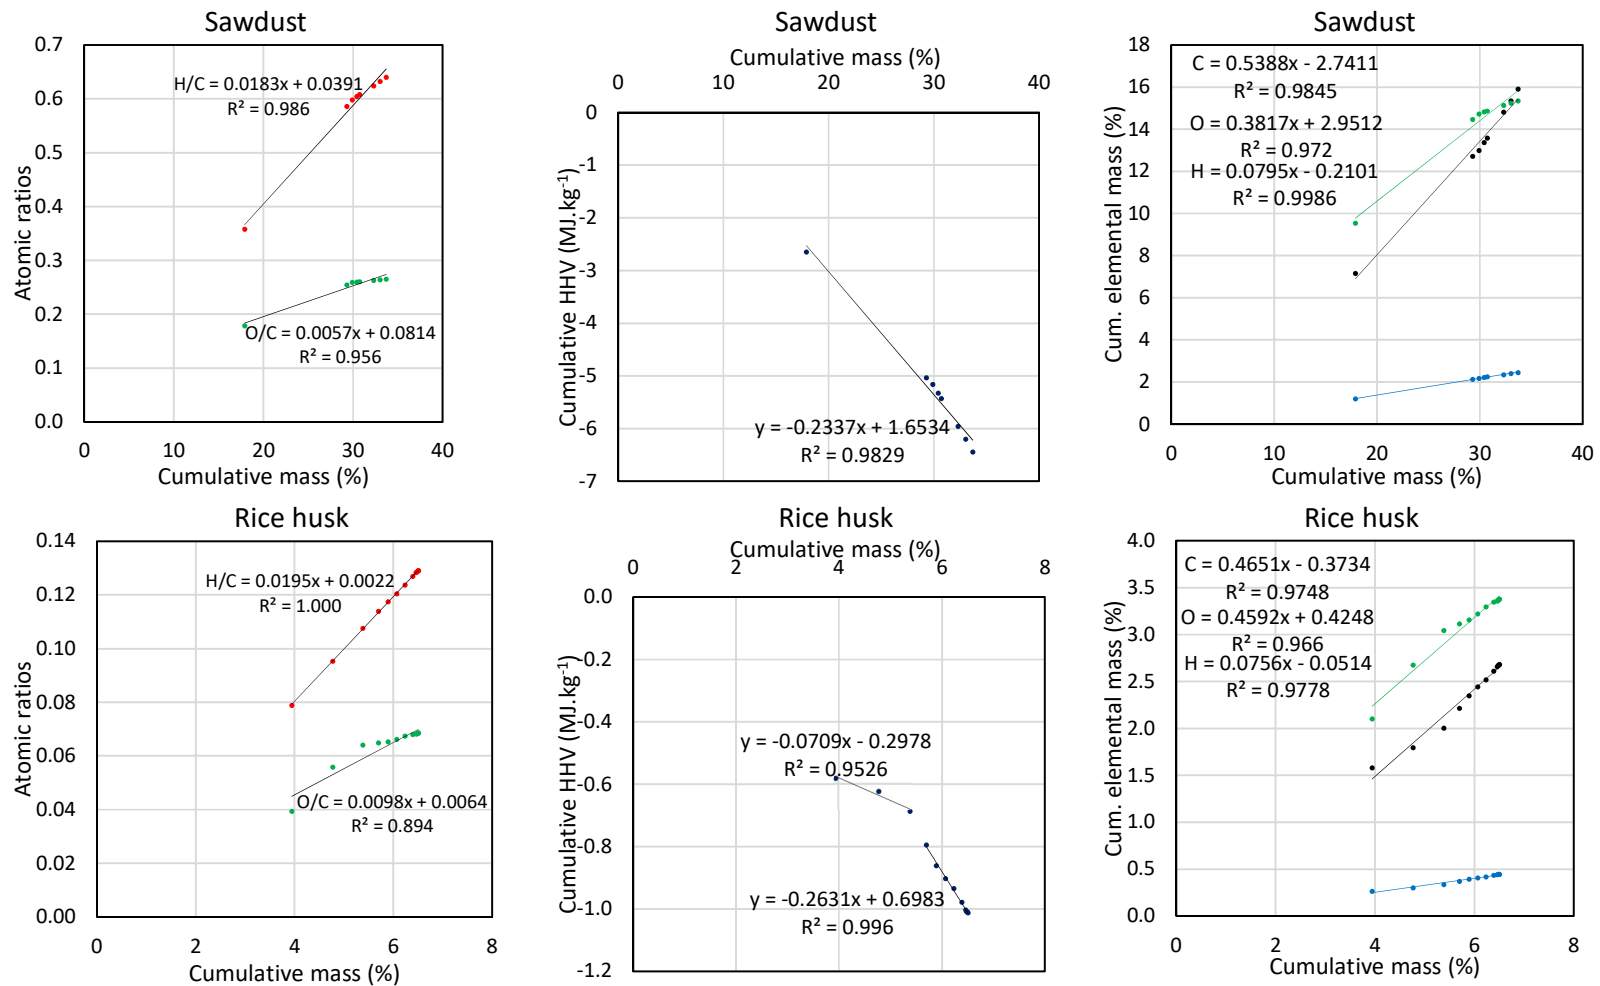 Sawdust
0.7
0.6
0.5
0.4
0.3
0.2
0.1
0.0
H/C = 0.0183x + 0.0391
R² = 0.986
O/C = 0.0057x + 0.0814
R² = 0.956
0 10 20 30 40
Cumulative mass (%)
Atomic ratios
Sawdust
Cumulative mass (%)
0 10 20 30 40
0
-1
-2
-3
-4
-5
-6
-7
y = -0.2337x + 1.6534
R² = 0.9829
Cumulative HHV (MJ.kg⁻¹)
Sawdust
18
16
14
12
10
8
6
4
2
0
C = 0.5388x - 2.7411
R² = 0.9845
O = 0.3817x + 2.9512
R² = 0.972
H = 0.0795x - 0.2101
R² = 0.9986
0 10 20 30 40
Cumulative mass (%)
Cum. elemental mass (%)
Rice husk
0.14
0.12
0.10
0.08
0.06
0.04
0.02
0.00
H/C = 0.0195x + 0.0022
R² = 1.000
O/C = 0.0098x + 0.0064
R² = 0.894
0 2 4 6 8
Cumulative mass (%)
Atomic ratios
Rice husk
Cumulative mass (%)
0 2 4 6 8
0.0
-0.2
-0.4
-0.6
-0.8
-1.0
-1.2
y = -0.0709x - 0.2978
R² = 0.9526
y = -0.2631x + 0.6983
R² = 0.996
Cumulative HHV (MJ.kg⁻¹)
Rice husk
4.0
3.5
3.0
2.5
2.0
1.5
1.0
0.5
0.0
C = 0.4651x - 0.3734
R² = 0.9748
O = 0.4592x + 0.4248
R² = 0.966
H = 0.0756x - 0.0514
R² = 0.9778
0 2 4 6 8
Cumulative mass (%)
Cum. elemental mass (%)